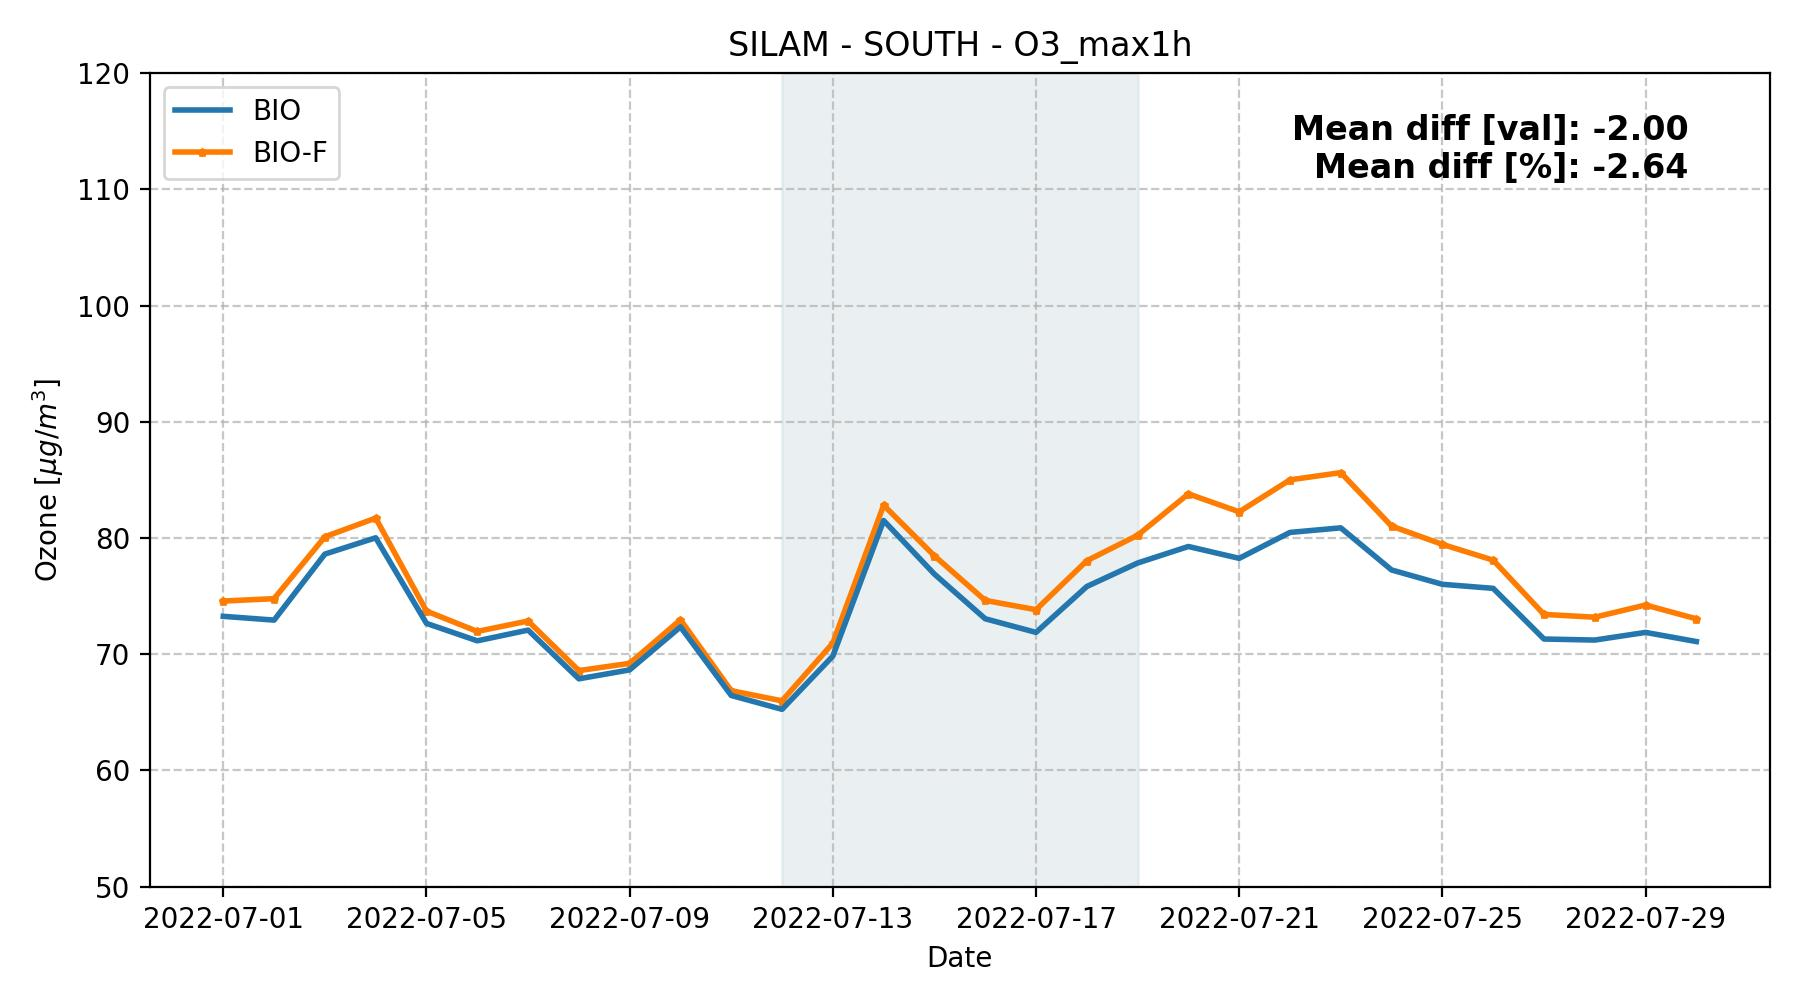 SILAM - SOUTH - O3_max1h
120
110
100
90
80
70
60
50
Ozone [μg/m³]
BIO
BIO-F
Mean diff [val]: -2.00
Mean diff [%]: -2.64
2022-07-01 2022-07-05 2022-07-09 2022-07-13 2022-07-17 2022-07-21 2022-07-25 2022-07-29
Date